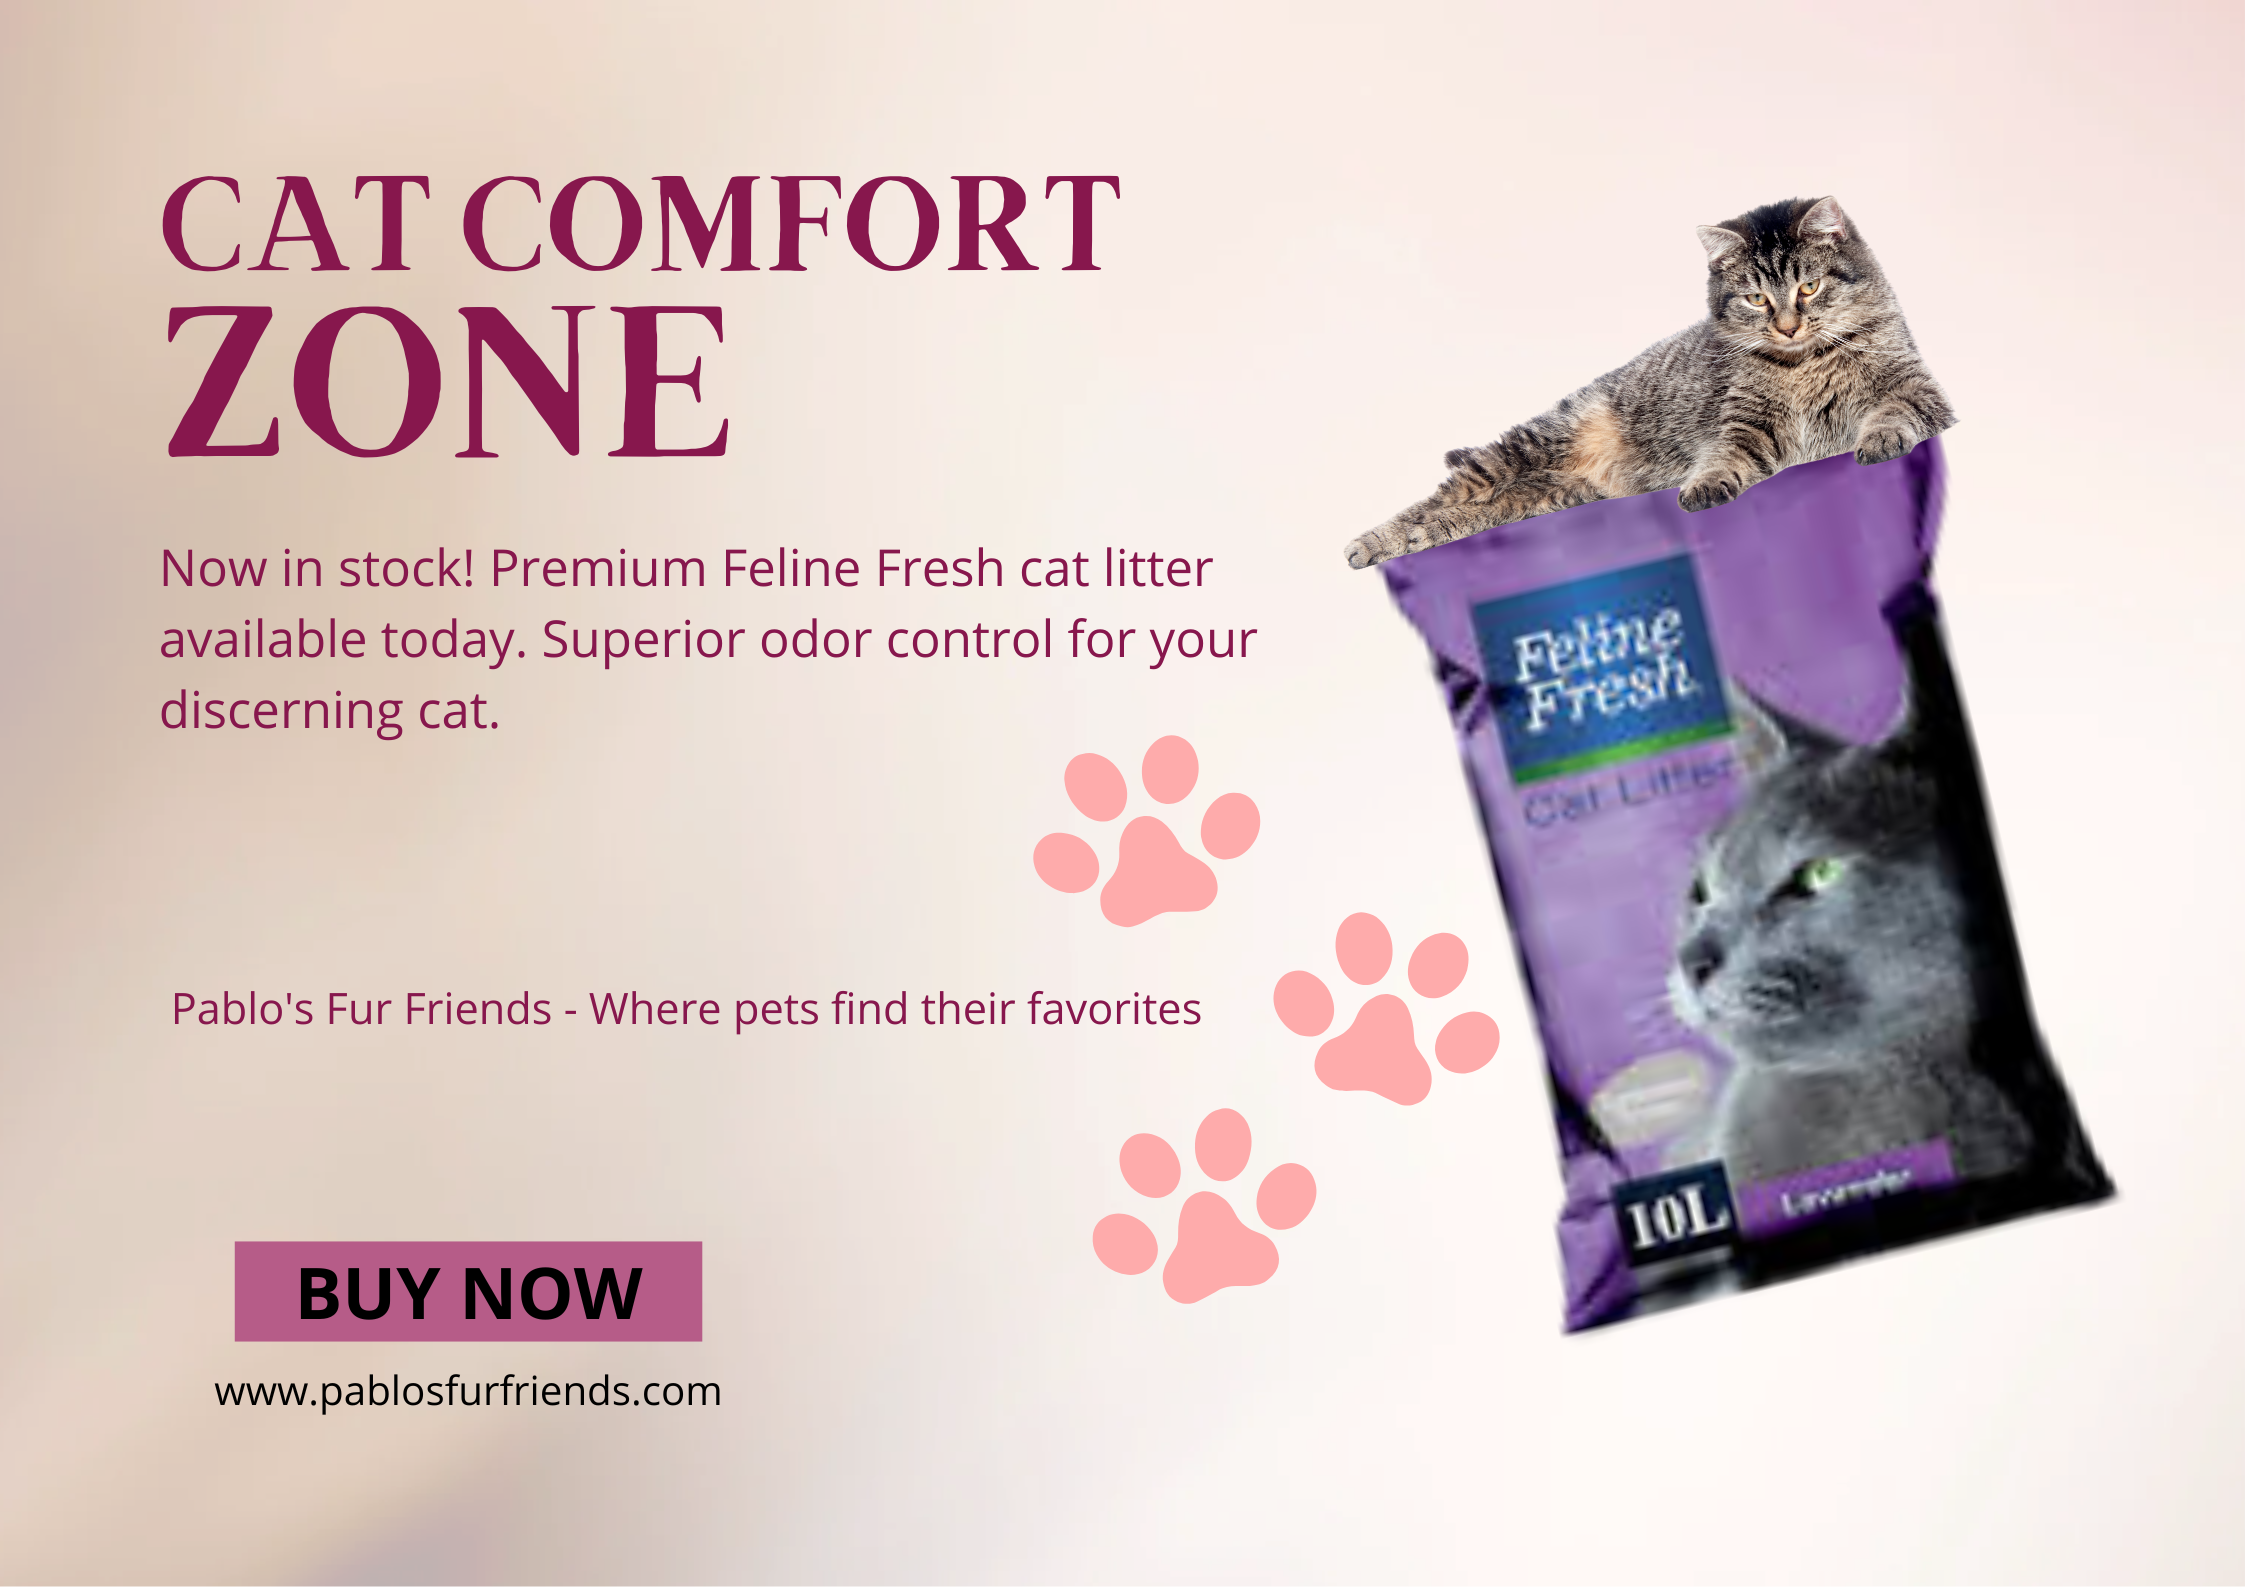 CAT COMFORT
ZONE
Now in stock! Premium Feline Fresh cat litter
available today. Superior odor control for your
discerning cat.
Pablo's Fur Friends - Where pets find their favorites
BUY NOW
www.pablosfurfriends.com
Feline
Fresh
Cat Litter
10L
Lavender